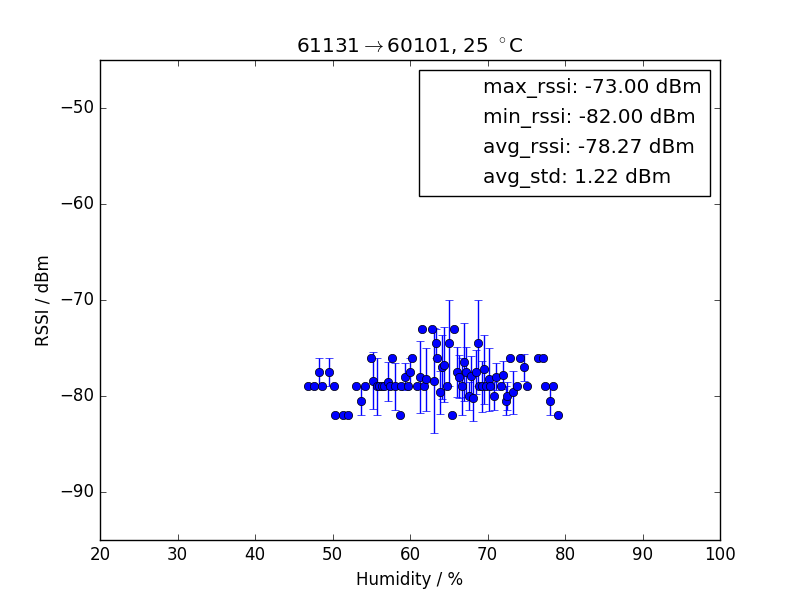 61131→60101, 25 °C
max_rssi: -73.00 dBm
min_rssi: -82.00 dBm
avg_rssi: -78.27 dBm
avg_std: 1.22 dBm
−50
−60
−70
−80
−90
RSSI / dBm
20 30 40 50 60 70 80 90 100
Humidity / %